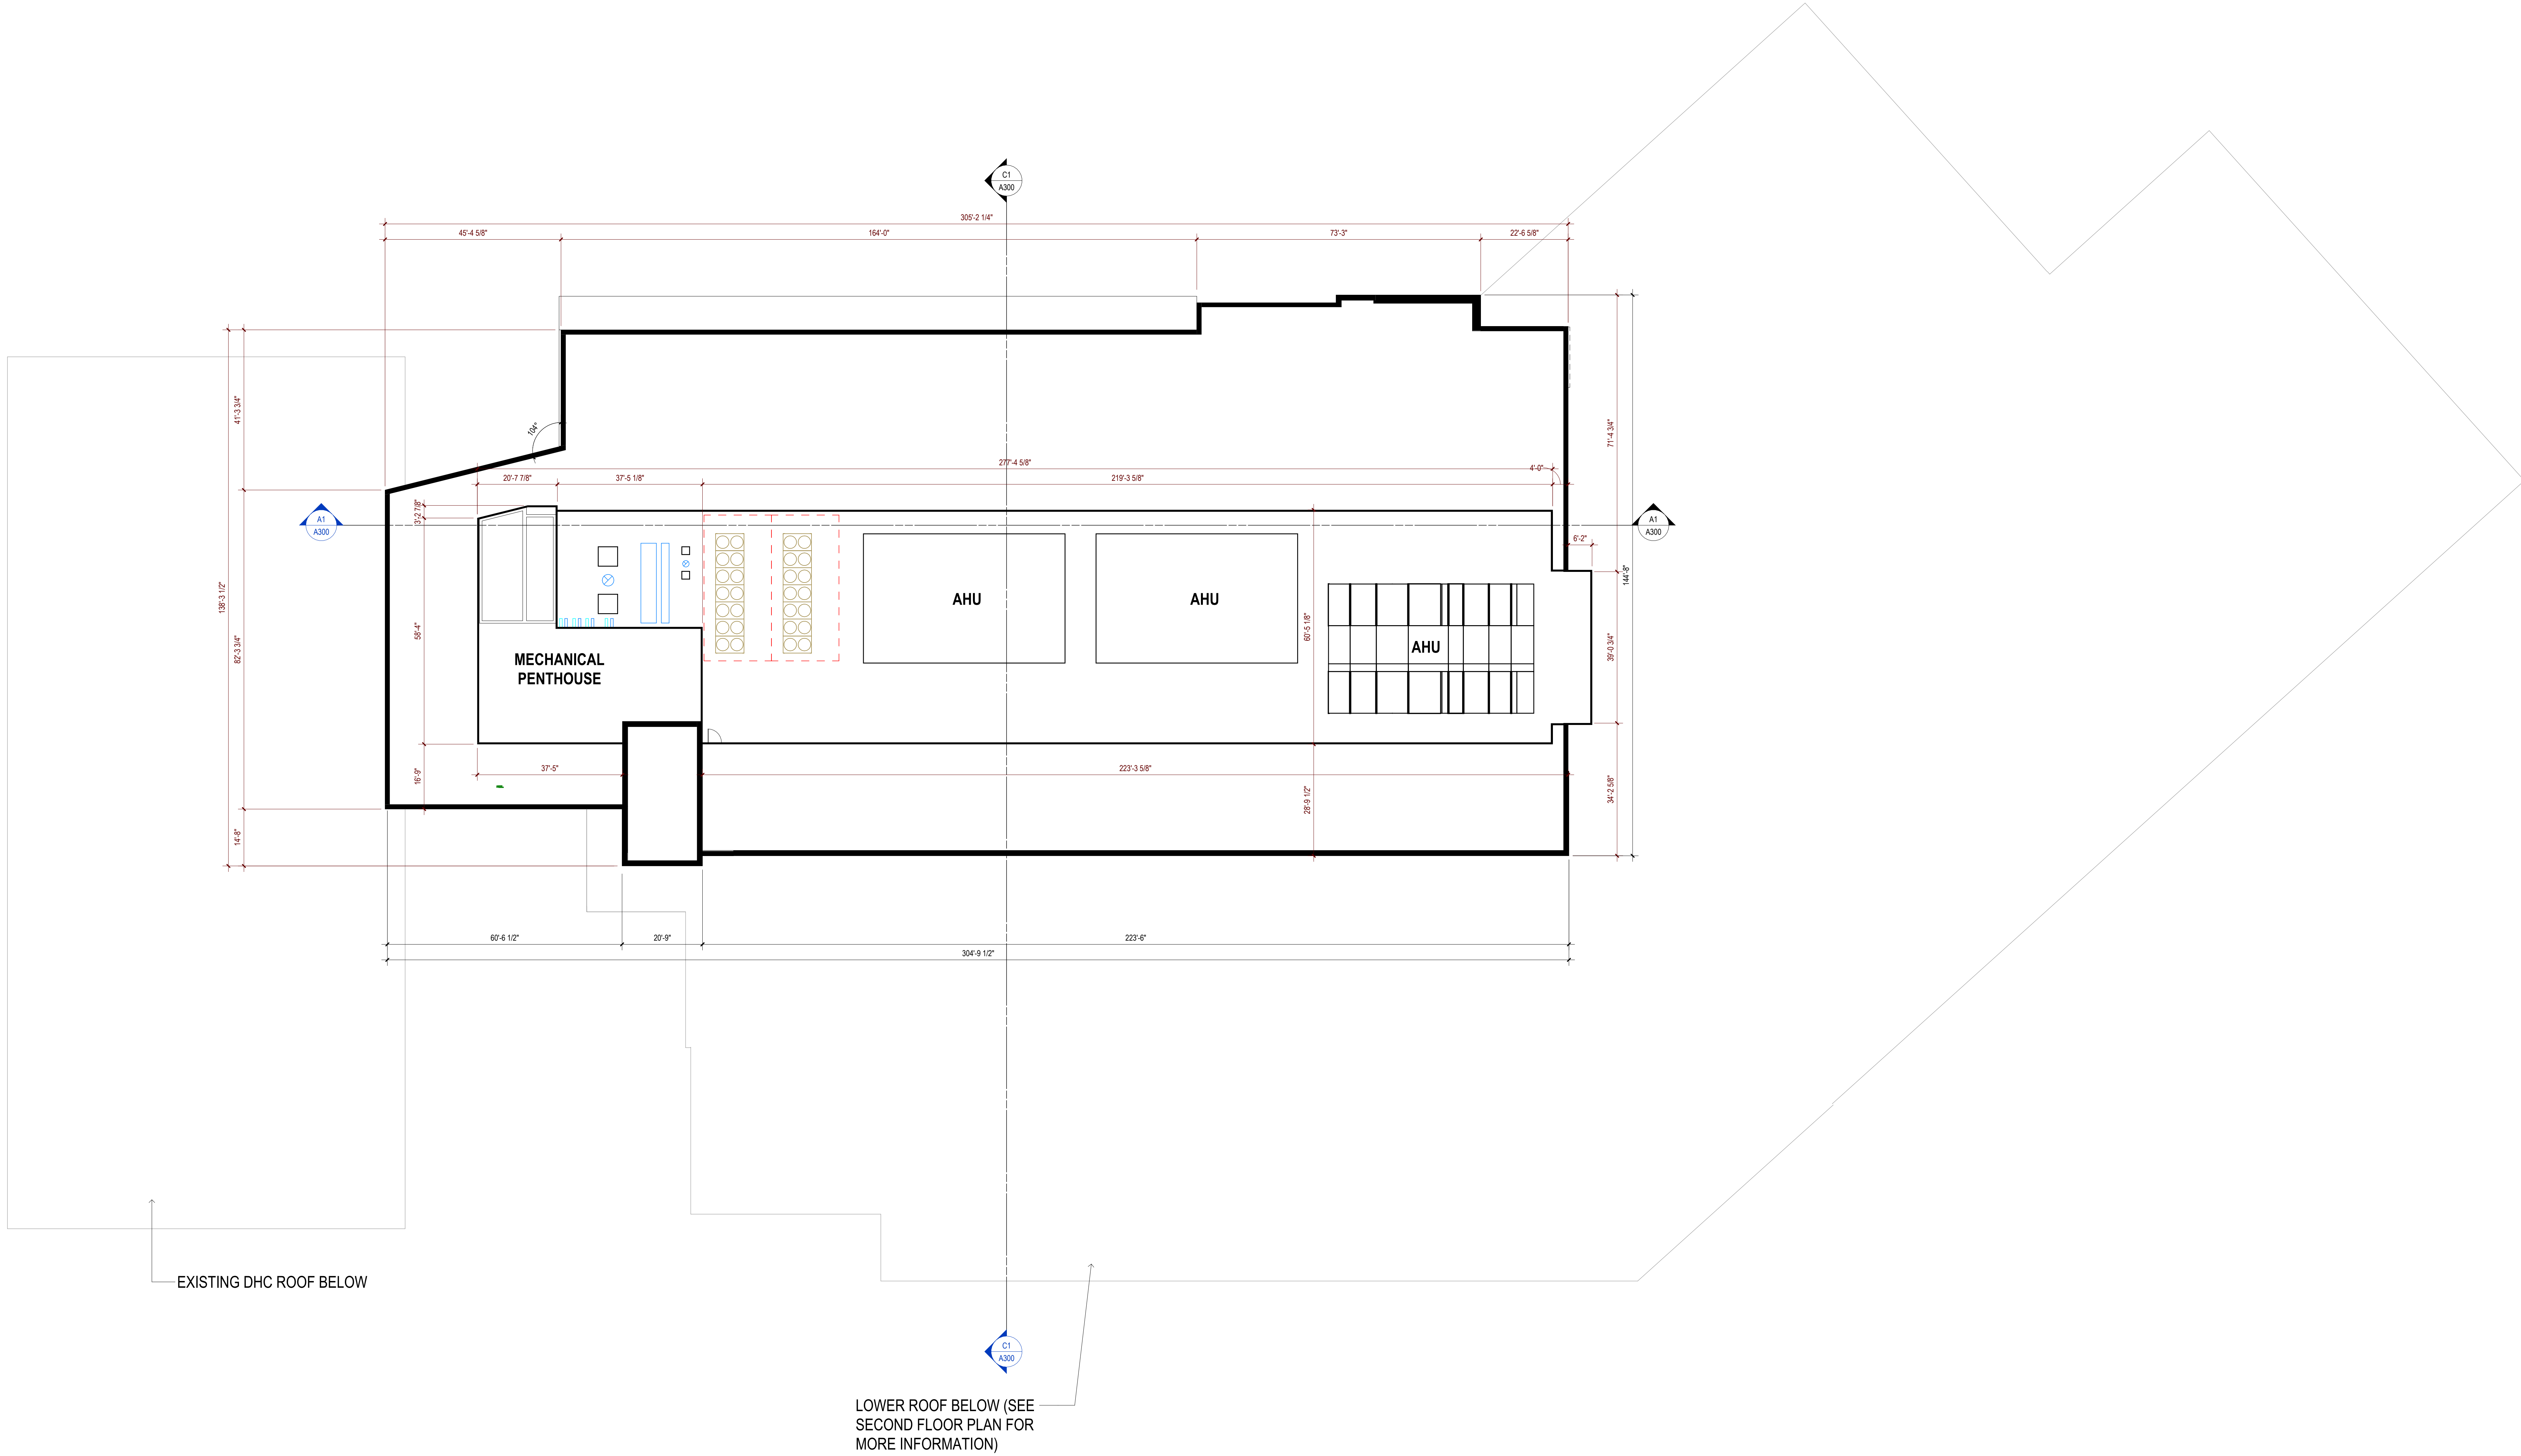 C1
A300
305'-2 1/4"
45'-4 5/8"
164'-0"
73'-3"
22'-6 5/8"
41'-3 3/4"
104°
71'-4 3/4"
277'-4 5/8"
4'-0"
20'-7 7/8"
37'-5 1/8"
219'-3 5/8"
3'-2 7/8"
A1
A300
A1
A300
6'-2"
144'-8"
138'-3 1/2"
AHU
AHU
58'-4"
60'-5 1/8"
82'-3 3/4"
39'-0 3/4"
AHU
MECHANICAL
PENTHOUSE
37'-5"
223'-3 5/8"
16'-9"
28'-9 1/2"
34'-2 5/8"
14'-8"
60'-6 1/2"
20'-9"
223'-6"
304'-9 1/2"
EXISTING DHC ROOF BELOW
C1
A300
LOWER ROOF BELOW (SEE
SECOND FLOOR PLAN FOR
MORE INFORMATION)